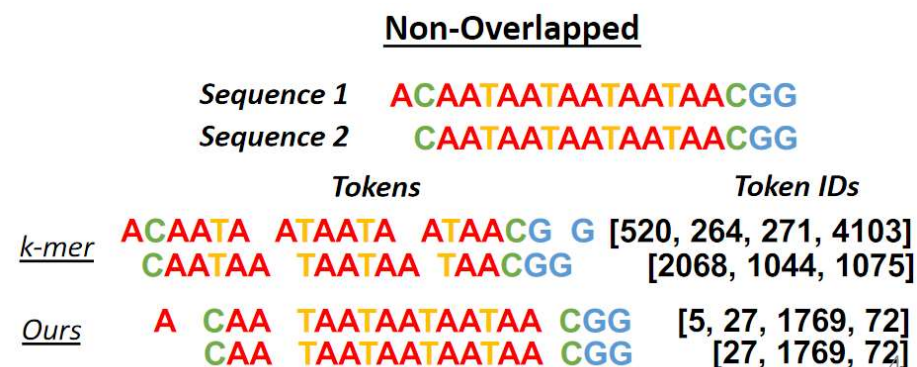 Non-Overlapped
Sequence 1 ACAATAATAATAATAACGG
Sequence 2 CAATAATAATAATAACGG
Tokens Token IDs
k-mer ACAATA ATAATA ATAACG G [520, 264, 271, 4103]
CAATAA TAATAA TAACGG [2068, 1044, 1075]
Ours A CAA TAATAATAATAA CGG [5, 27, 1769, 72]
CAA TAATAATAATAA CGG [27, 1769, 72]